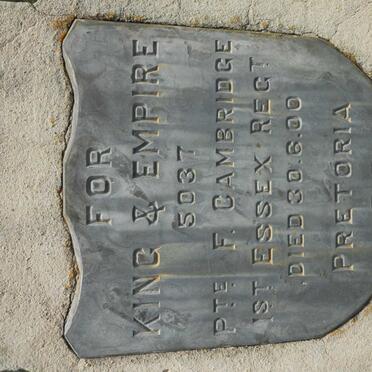 FOR
KING & EMPIRE
5037
PTE. F. CAMBRIDGE
1ST ESSEX REGT
DIED 30.6.00
PRETORIA